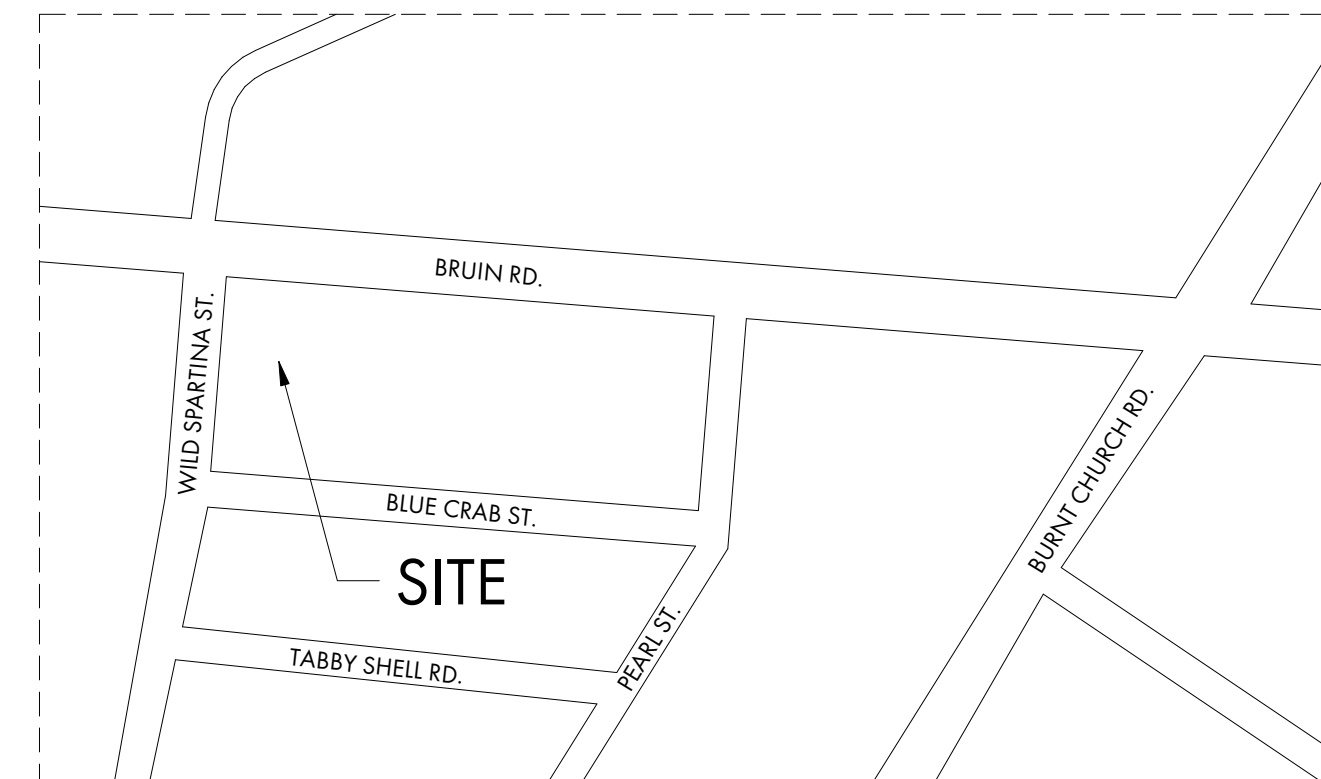 BRUIN RD.
WILD SPARTINA ST.
BURNT CHURCH RD.
BLUE CRAB ST.
SITE
PEARL ST.
TABBY SHELL RD.